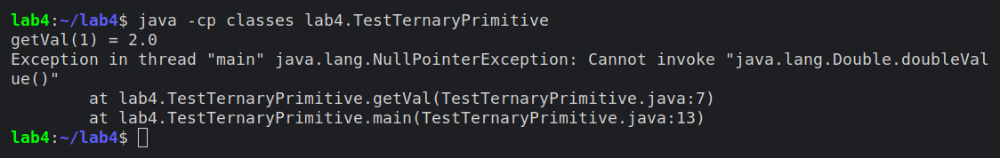 lab4:~/lab4$ java -cp classes lab4.TestTernaryPrimitive
getVal(1) = 2.0
Exception in thread "main" java.lang.NullPointerException: Cannot invoke "java.lang.Double.doubleVal
ue()"
        at lab4.TestTernaryPrimitive.getVal(TestTernaryPrimitive.java:7)
        at lab4.TestTernaryPrimitive.main(TestTernaryPrimitive.java:13)
lab4:~/lab4$